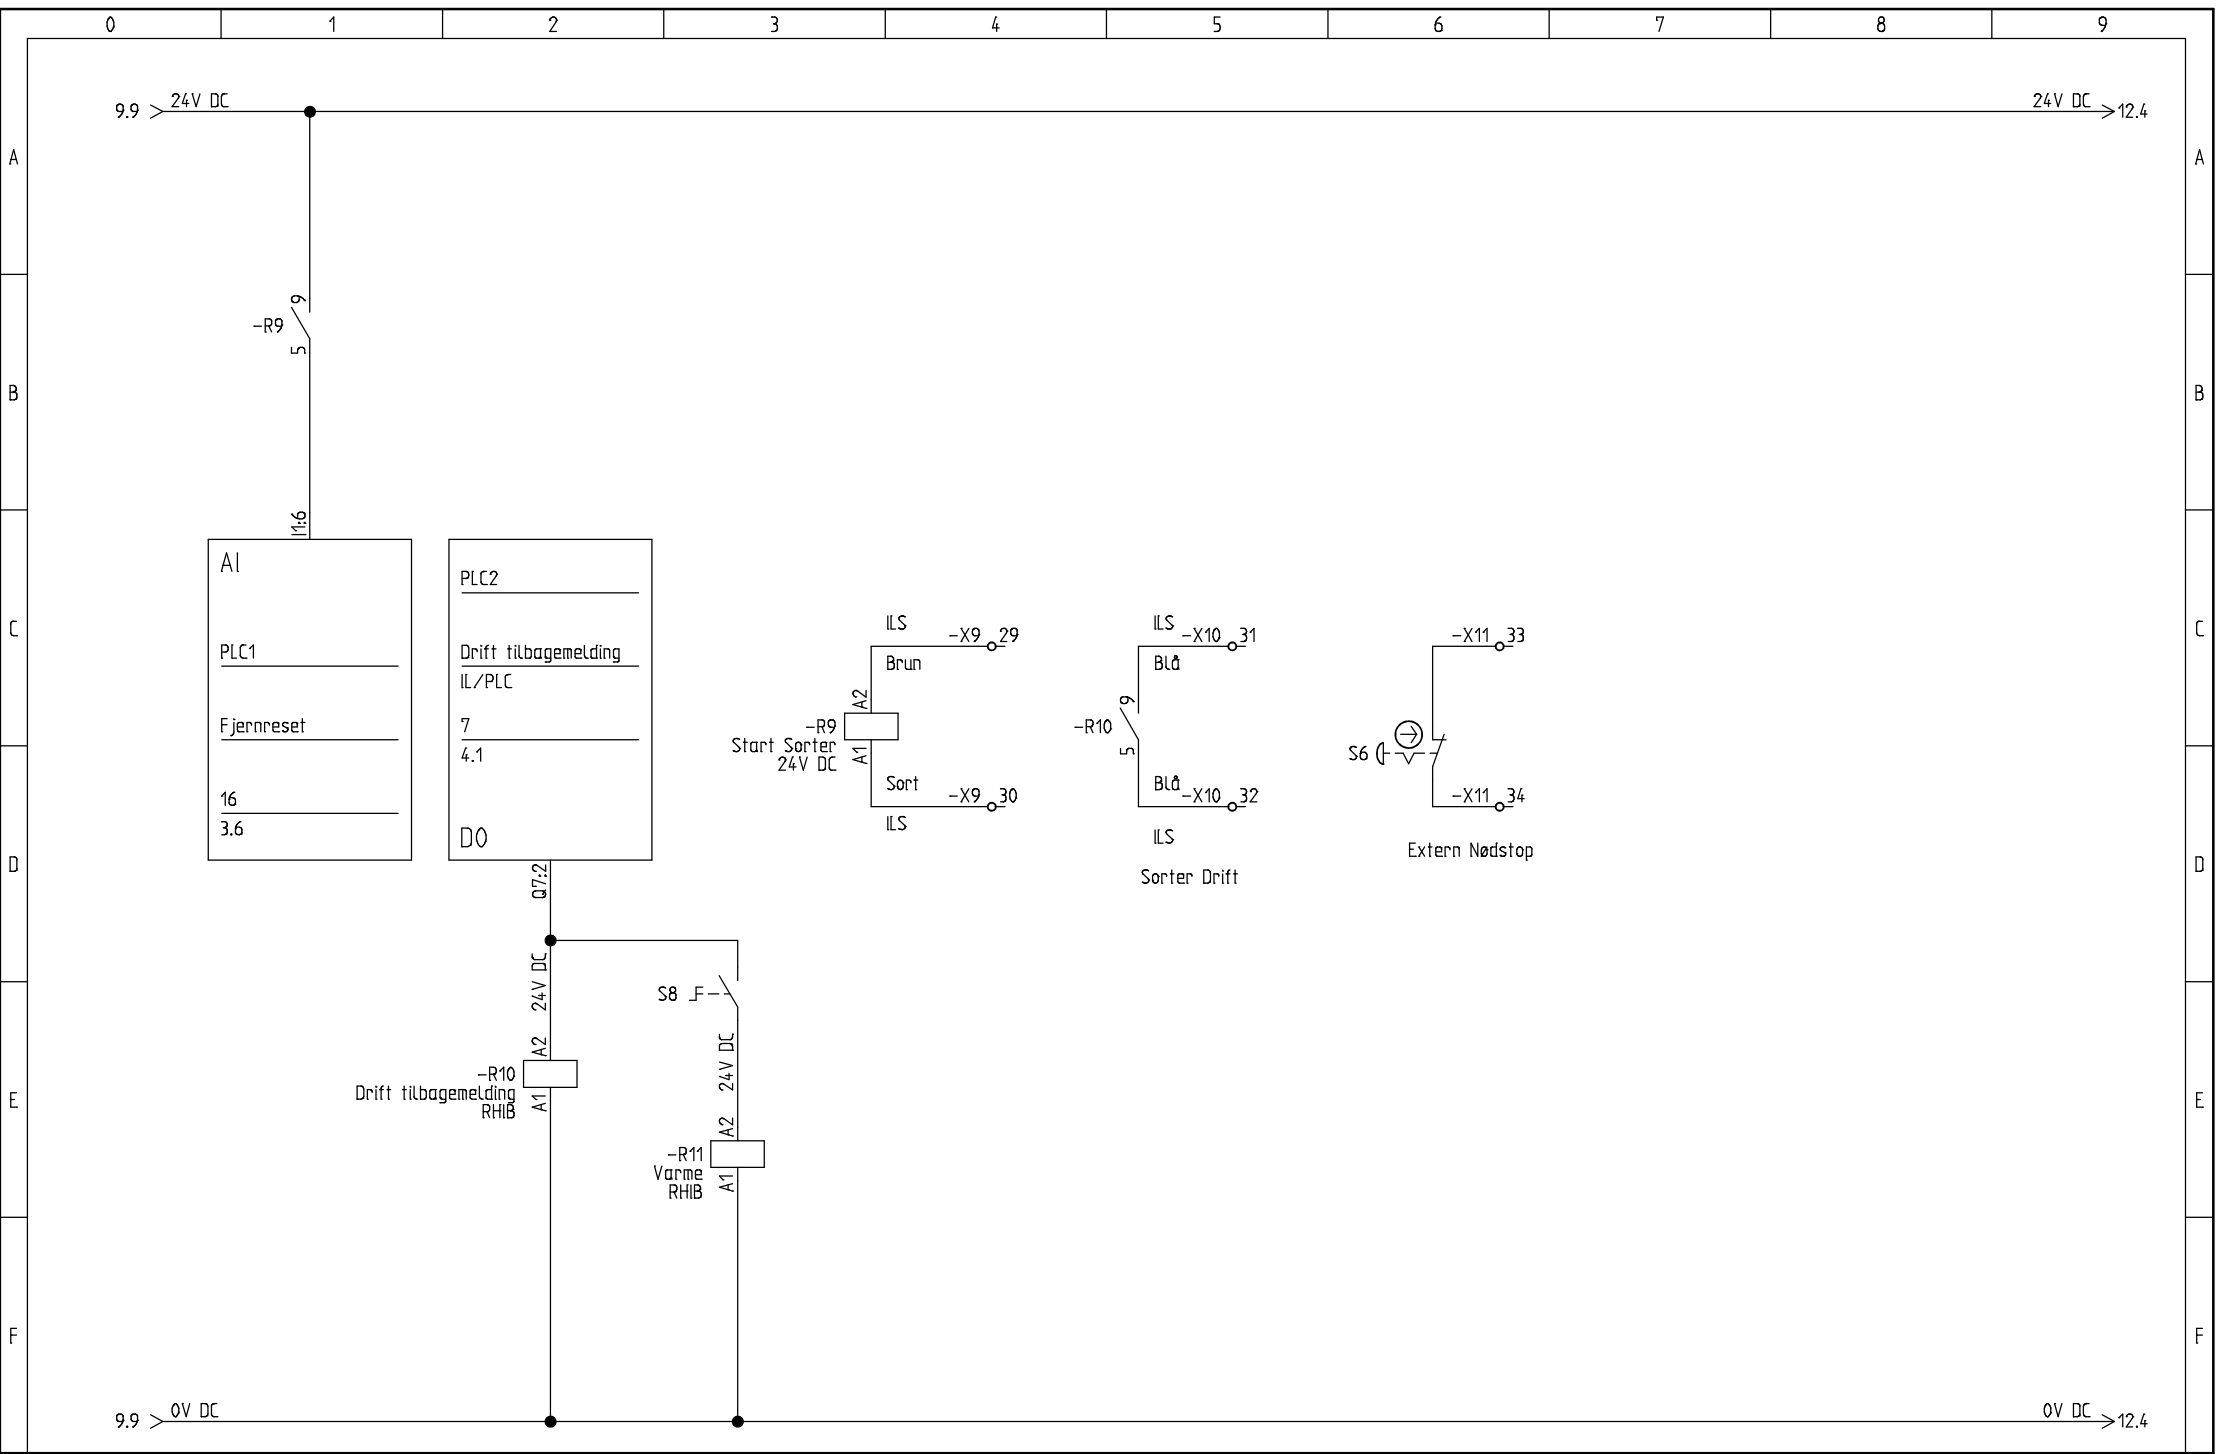 0 1 2 3 4 5 6 7 8 9
9.9 24V DC 24V DC 12.4
A A
9
-R9
5
B B
I1:6
AI
PLC1
Fjernreset
16
3.6
PLC2
Drift tilbagemelding
IL/PLC
7
4.1
DO
Q7:2
C C
ILS
-X9 29
Brun
A2
-R9
Start Sorter
24V DC
A1
Sort
-X9 30
ILS
ILS
-X10 31
Blå
9
-R10
5
Blå
-X10 32
ILS
Sorter Drift
-X11 33
S6
-X11 34
Extern Nødstop
D D
24V DC
S8
A2
-R10
Drift tilbagemelding
RHIB
A1
24V DC
A2
-R11
Varme
RHIB
A1
E E
F F
9.9 0V DC 0V DC 12.4